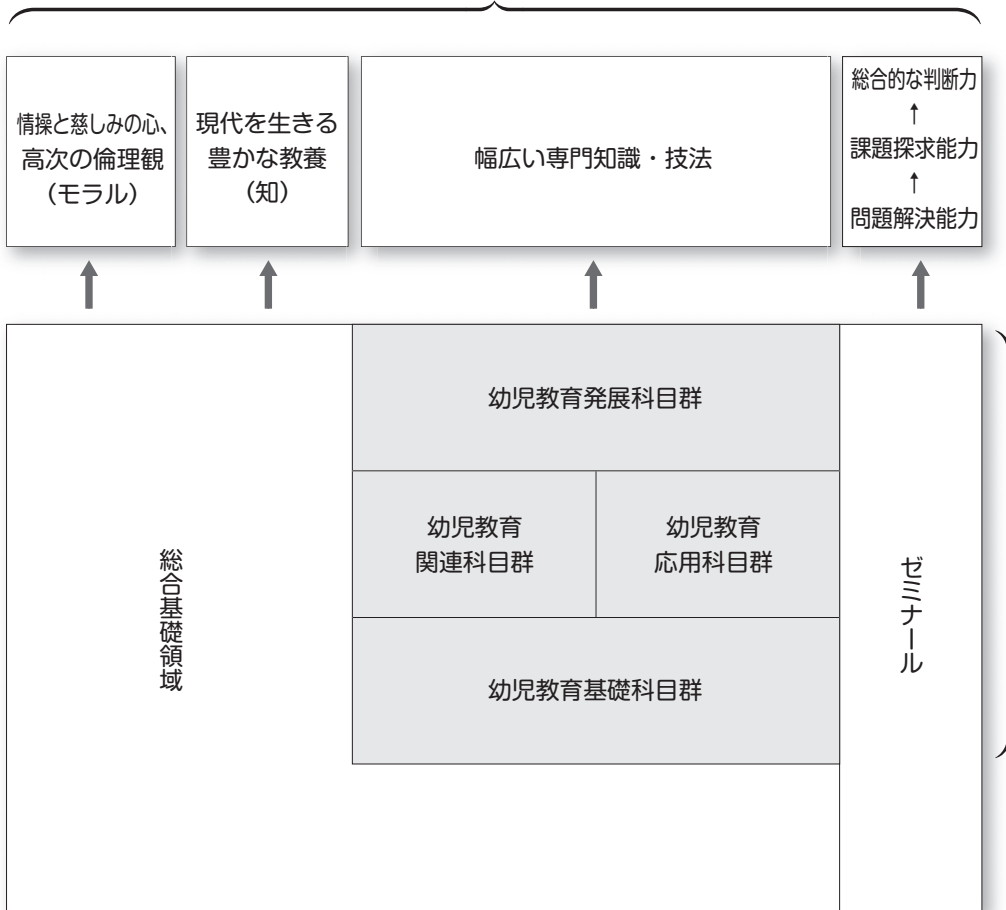 情操と慈しみの心、
高次の倫理観
（モラル）
現代を生きる
豊かな教養
（知）
幅広い専門知識・技法
総合的な判断力
↑
課題探求能力
↑
問題解決能力
幼児教育発展科目群
幼児教育
関連科目群
幼児教育
応用科目群
幼児教育基礎科目群
総合基礎領域
ゼミナール